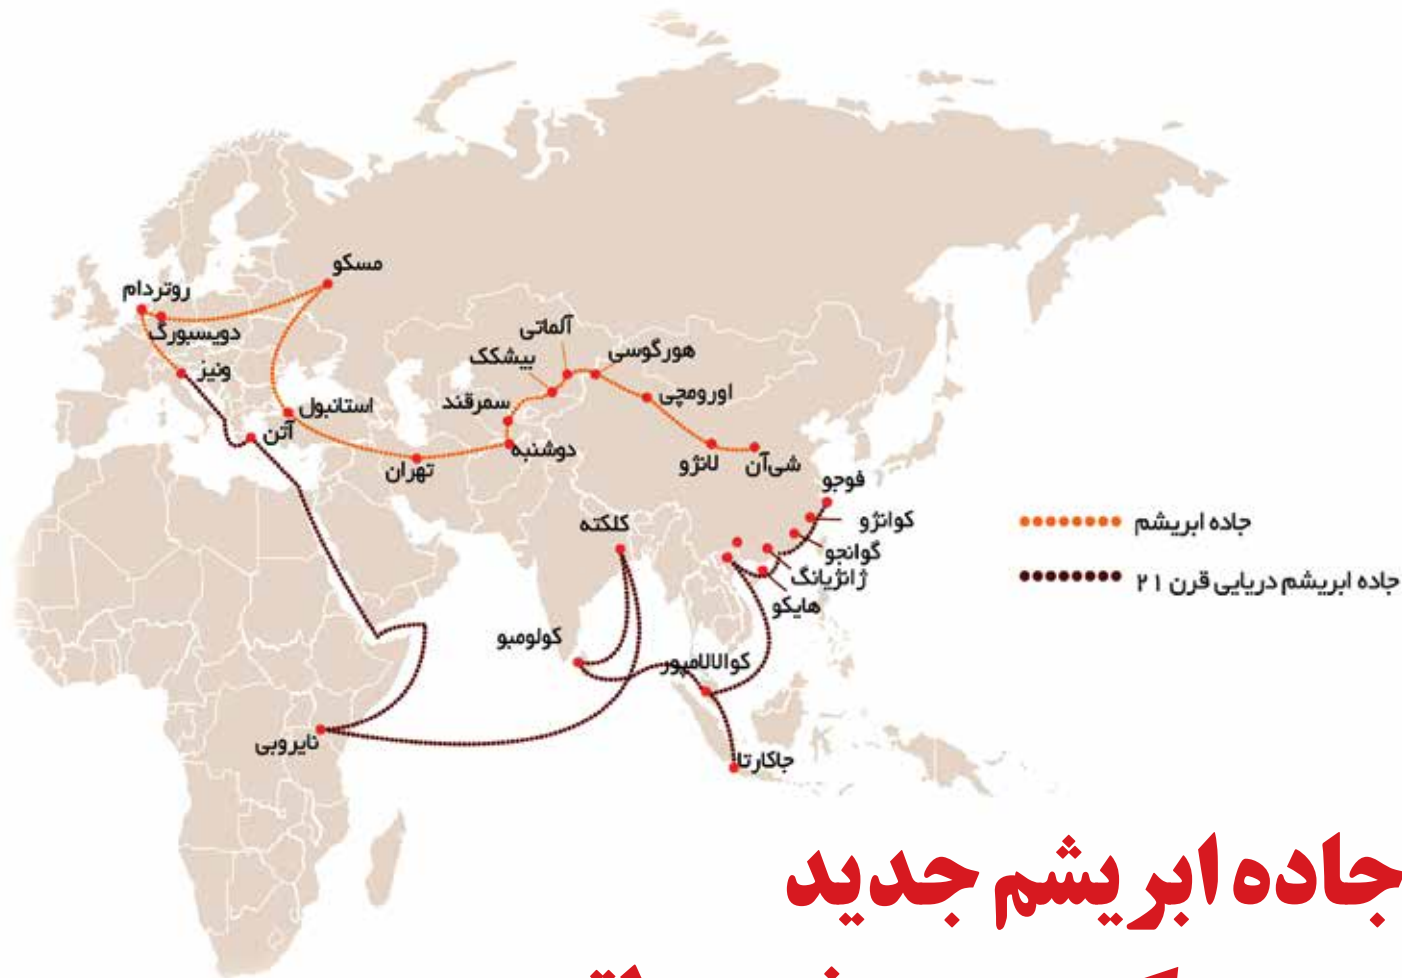 مسکو
روتردام
دویسبورگ
ونیز
آتن
استانبول
تهران
دوشنبه
سمرقند
بیشکک
آلماتی
هورگوسی
اورومچی
لانژو
شی‌آن
فوجو
کوانژو
گوانجو
ژانژیانگ
هایکو
کلکته
کولومبو
کوالالامپور
جاکارتا
نایروبی
جاده ابریشم
جاده ابریشم دریایی قرن ۲۱
جاده ابریشم جدید